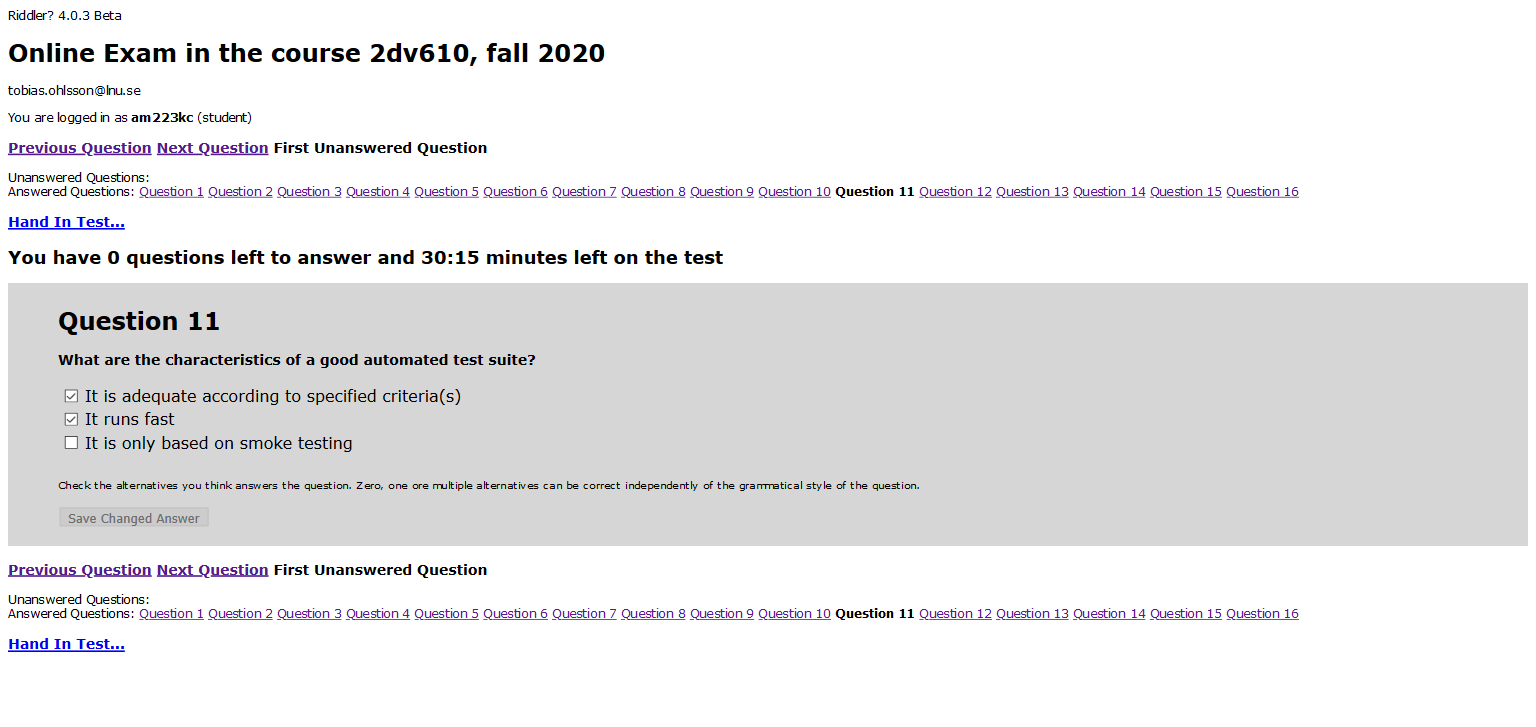 Riddler? 4.0.3 Beta
Online Exam in the course 2dv610, fall 2020
tobias.ohlsson@lnu.se
You are logged in as am223kc (student)
Previous Question Next Question First Unanswered Question
Unanswered Questions:
Answered Questions: Question 1 Question 2 Question 3 Question 4 Question 5 Question 6 Question 7 Question 8 Question 9 Question 10 Question 11 Question 12 Question 13 Question 14 Question 15 Question 16
Hand In Test...
You have 0 questions left to answer and 30:15 minutes left on the test
Question 11
What are the characteristics of a good automated test suite?
It is adequate according to specified criteria(s)
It runs fast
It is only based on smoke testing
Check the alternatives you think answers the question. Zero, one ore multiple alternatives can be correct independently of the grammatical style of the question.
Save Changed Answer
Previous Question Next Question First Unanswered Question
Unanswered Questions:
Answered Questions: Question 1 Question 2 Question 3 Question 4 Question 5 Question 6 Question 7 Question 8 Question 9 Question 10 Question 11 Question 12 Question 13 Question 14 Question 15 Question 16
Hand In Test...